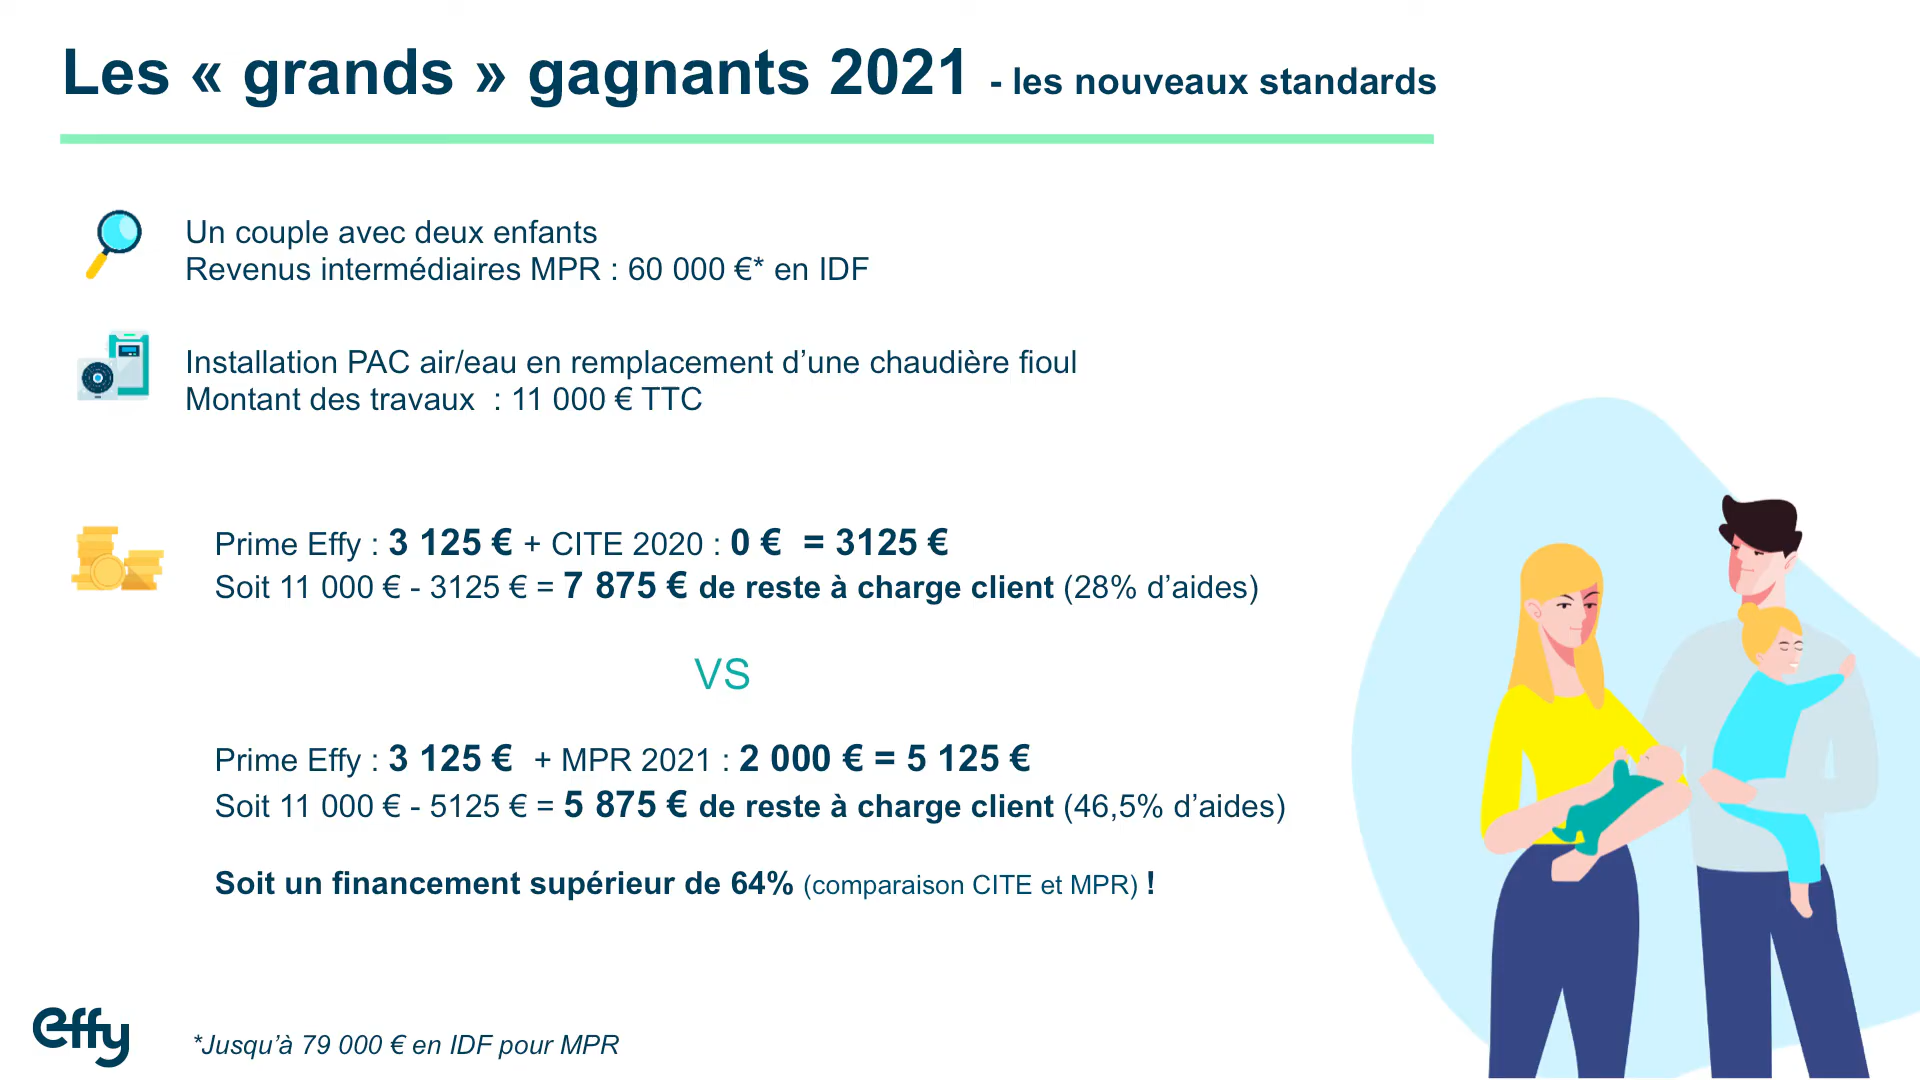 Les « grands » gagnants 2021 - les nouveaux standards
Un couple avec deux enfants
Revenus intermédiaires MPR : 60 000 €* en IDF
Installation PAC air/eau en remplacement d’une chaudière fioul
Montant des travaux  : 11 000 € TTC
Prime Effy : 3 125 € + CITE 2020 : 0 €  = 3125 €
Soit 11 000 € - 3125 € = 7 875 € de reste à charge client (28% d’aides)
VS
Prime Effy : 3 125 €  + MPR 2021 : 2 000 € = 5 125 €
Soit 11 000 € - 5125 € = 5 875 € de reste à charge client (46,5% d’aides)
Soit un financement supérieur de 64% (comparaison CITE et MPR) !
effy
*Jusqu’à 79 000 € en IDF pour MPR